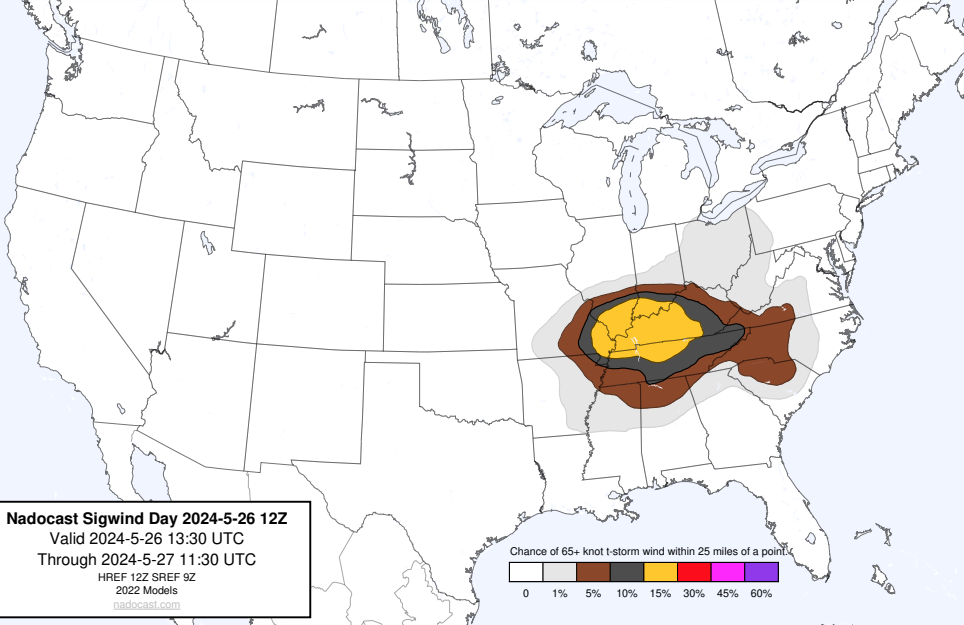 Nadocast Sigwind Day 2024-5-26 12Z
Valid 2024-5-26 13:30 UTC
Through 2024-5-27 11:30 UTC
HREF 12Z SREF 9Z
2022 Models
nadocast.com
Chance of 65+ knot t-storm wind within 25 miles of a point.
0 1% 5% 10% 15% 30% 45% 60%